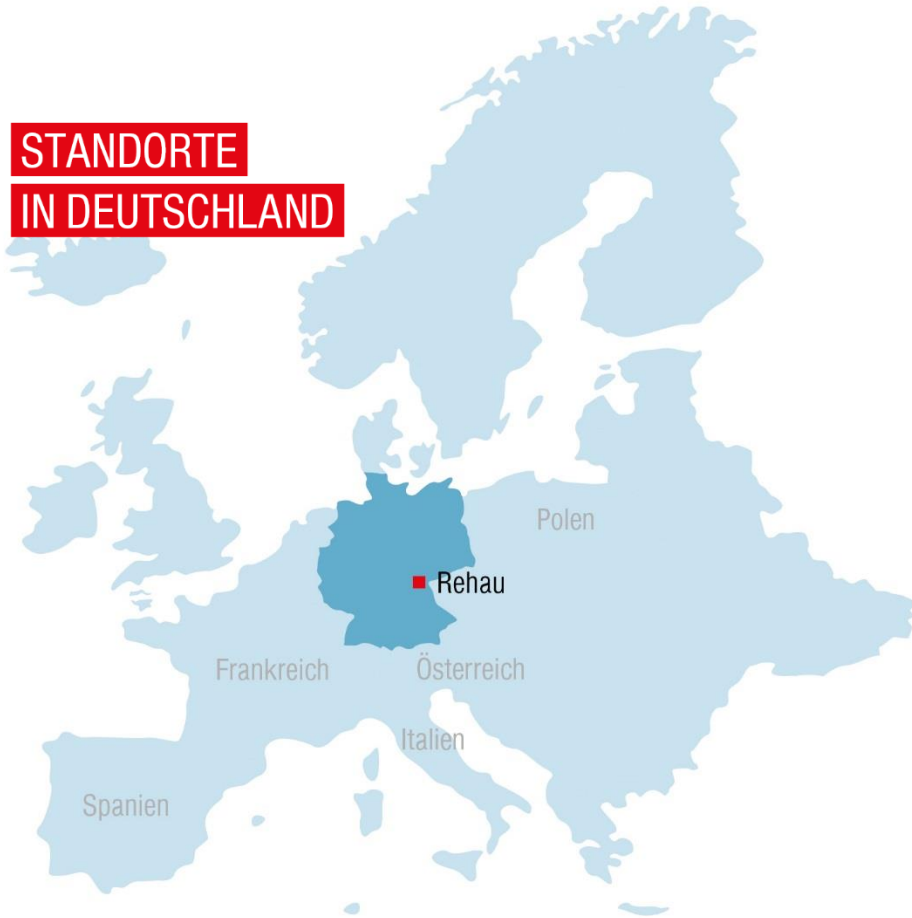 STANDORTE
IN DEUTSCHLAND
Polen
Rehau
Frankreich
Österreich
Italien
Spanien